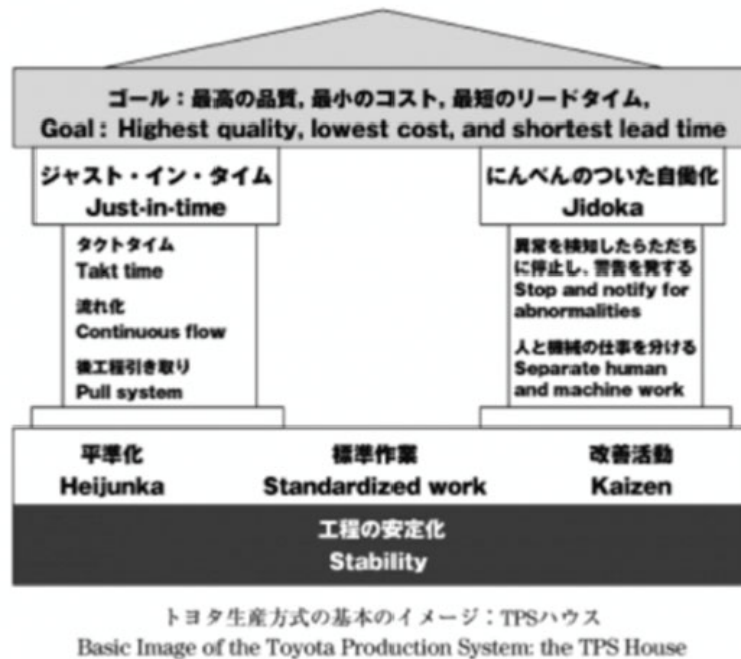 ゴール：最高の品質, 最小のコスト, 最短のリードタイム,
Goal: Highest quality, lowest cost, and shortest lead time
ジャスト・イン・タイム
Just-in-time
タクトタイム
Takt time
流れ化
Continuous flow
後工程引き取り
Pull system
にんべんのついた自働化
Jidoka
異常を検知したらただち
に停止し、警告を発する
Stop and notify for
abnormalities
人と機械の仕事を分ける
Separate human
and machine work
平準化
Heijunka
標準作業
Standardized work
改善活動
Kaizen
工程の安定化
Stability
トヨタ生産方式の基本のイメージ：TPSハウス
Basic Image of the Toyota Production System: the TPS House